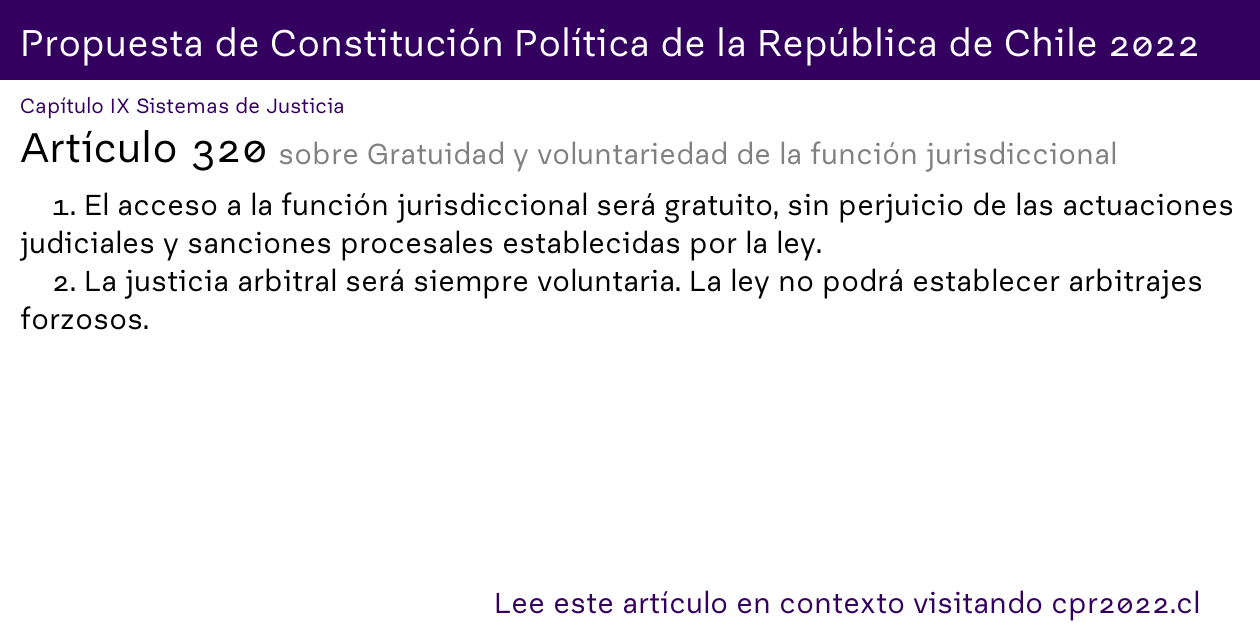 Propuesta de Constitución Política de la República de Chile 2022
Capítulo IX Sistemas de Justicia
Artículo 320 sobre Gratuidad y voluntariedad de la función jurisdiccional
1. El acceso a la función jurisdiccional será gratuito, sin perjuicio de las actuaciones
judiciales y sanciones procesales establecidas por la ley.
2. La justicia arbitral será siempre voluntaria. La ley no podrá establecer arbitrajes
forzosos.
Lee este artículo en contexto visitando cpr2022.cl